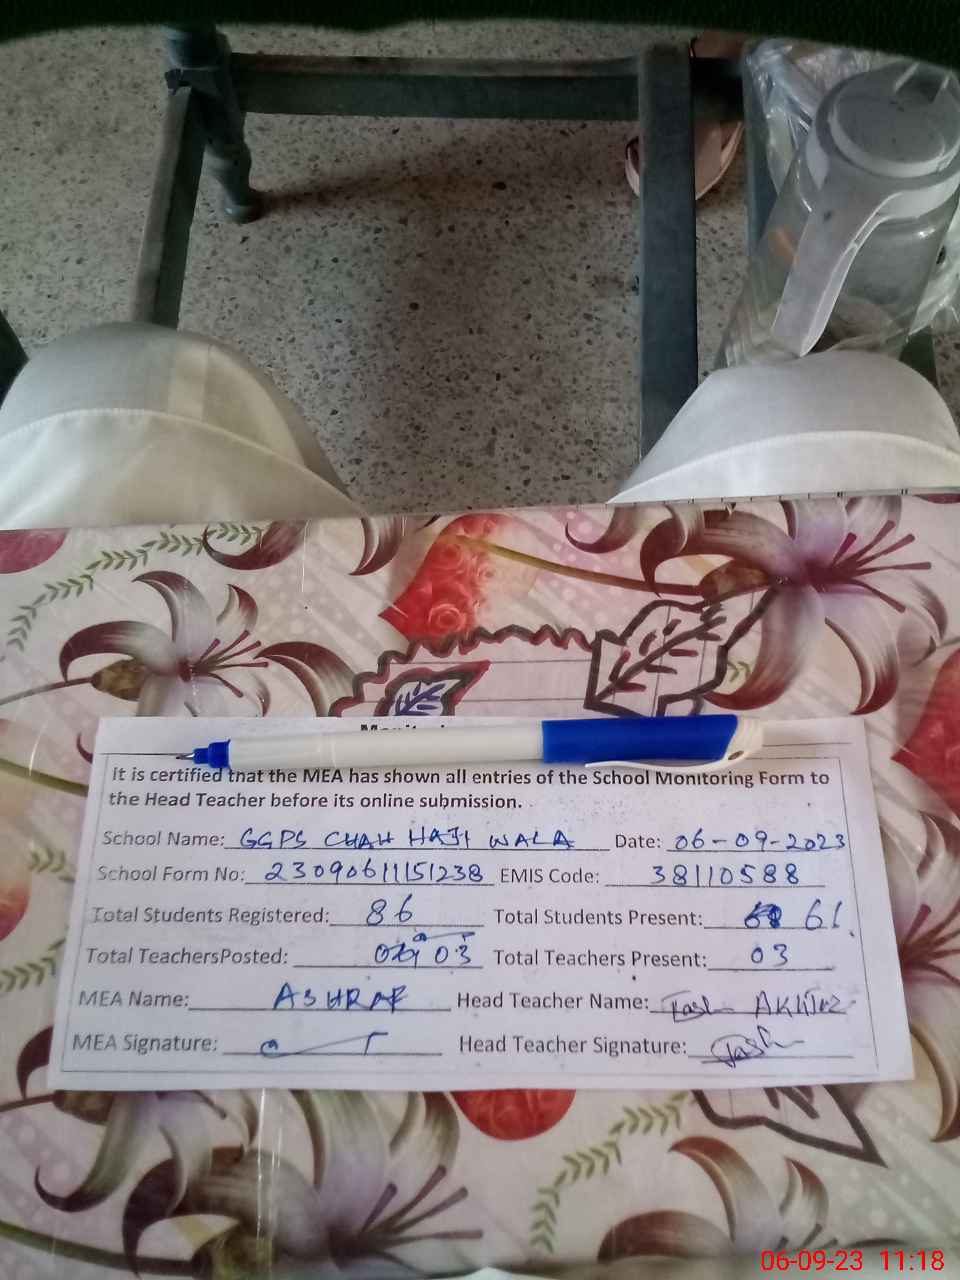 It is certified that the MEA has shown all entries of the School Monitoring Form to
the Head Teacher before its online submission.
School Name: GGPS CHAH HAJI WALA Date: 06-09-2023
School Form No: 23090611151238 EMIS Code: 38110588
Total Students Registered: 86 Total Students Present: 61
Total TeachersPosted: 03 Total Teachers Present: 03
MEA Name: ASHRAF Head Teacher Name:
MEA Signature: Head Teacher Signature:
06-09-23 11:18